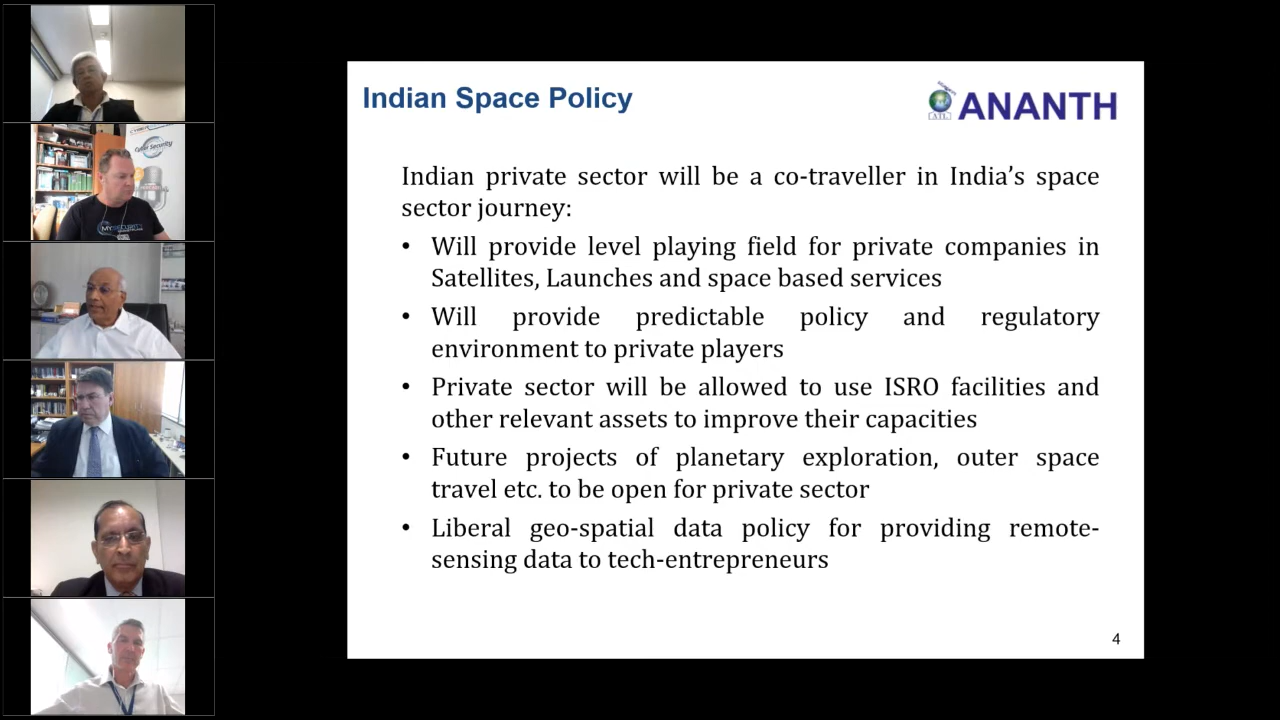 Indian Space Policy
ATL
ANANTH
Indian private sector will be a co-traveller in India's space
sector journey:
• Will provide level playing field for private companies in
Satellites, Launches and space based services
• Will provide predictable policy and regulatory
environment to private players
• Private sector will be allowed to use ISRO facilities and
other relevant assets to improve their capacities
• Future projects of planetary exploration, outer space
travel etc. to be open for private sector
• Liberal geo-spatial data policy for providing remote-
sensing data to tech-entrepreneurs
4
Cyber Security
MYSECURITY